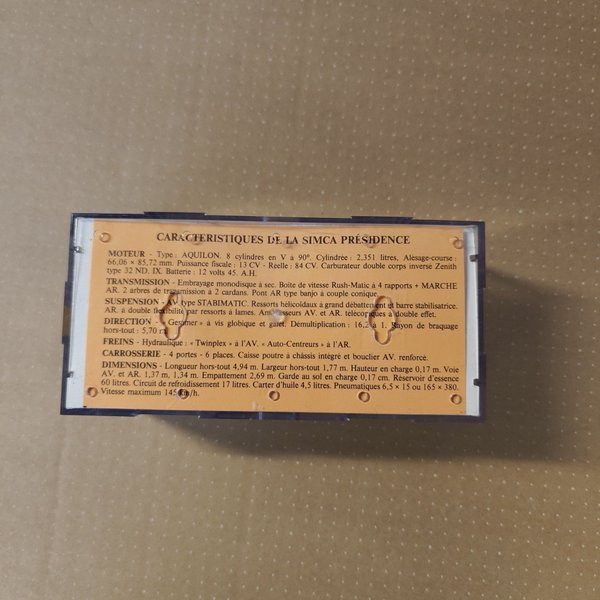 CARACTERISTIQUES DE LA SIMCA PRÉSIDENCE
MOTEUR - Type : AQUILON. 8 cylindres en V à 90°. Cylindrée : 2,351 litres, Alésage-course :
66,06 × 85,72 mm. Puissance fiscale : 13 CV - Réelle : 84 CV. Carburateur double corps inversé Zenith
type 32 ND. IX. Batterie : 12 volts 45. A.H.
TRANSMISSION - Embrayage monodisque à sec. Boite de vitesse Rush-Matic à 4 rapports + MARCHE
AR. 2 arbres de transmission à 2 cardans. Pont AR type banjo à couple conique.
SUSPENSION - AV type STABIMATIC. Ressorts hélicoïdaux à grand débattement et barre stabilisatrice.
AR. à double flexibilité par ressorts à lames. Amortisseurs AV. et AR. télescopiques à double effet.
DIRECTION - « Gemmer » à vis globique et galet. Démultiplication : 16,2 à 1. Rayon de braquage
hors-tout : 5,70 m.
FREINS - Hydraulique : « Twinplex » à l'AV. « Auto-Centreurs » à l'AR.
CARROSSERIE - 4 portes - 6 places. Caisse poutre à châssis intégré et bouclier AV. renforcé.
DIMENSIONS - Longueur hors-tout 4,94 m. Largeur hors-tout 1,77 m. Hauteur en charge 0,17 m. Voie
AV. et AR. 1,37 m, 1,34 m. Empattement 2,69 m. Garde au sol en charge 0,17 cm. Réservoir d'essence
60 litres. Circuit de refroidissement 17 litres. Carter d'huile 4,5 litres. Pneumatiques 6,5 × 15 ou 165 × 380.
Vitesse maximum 145 km/h.